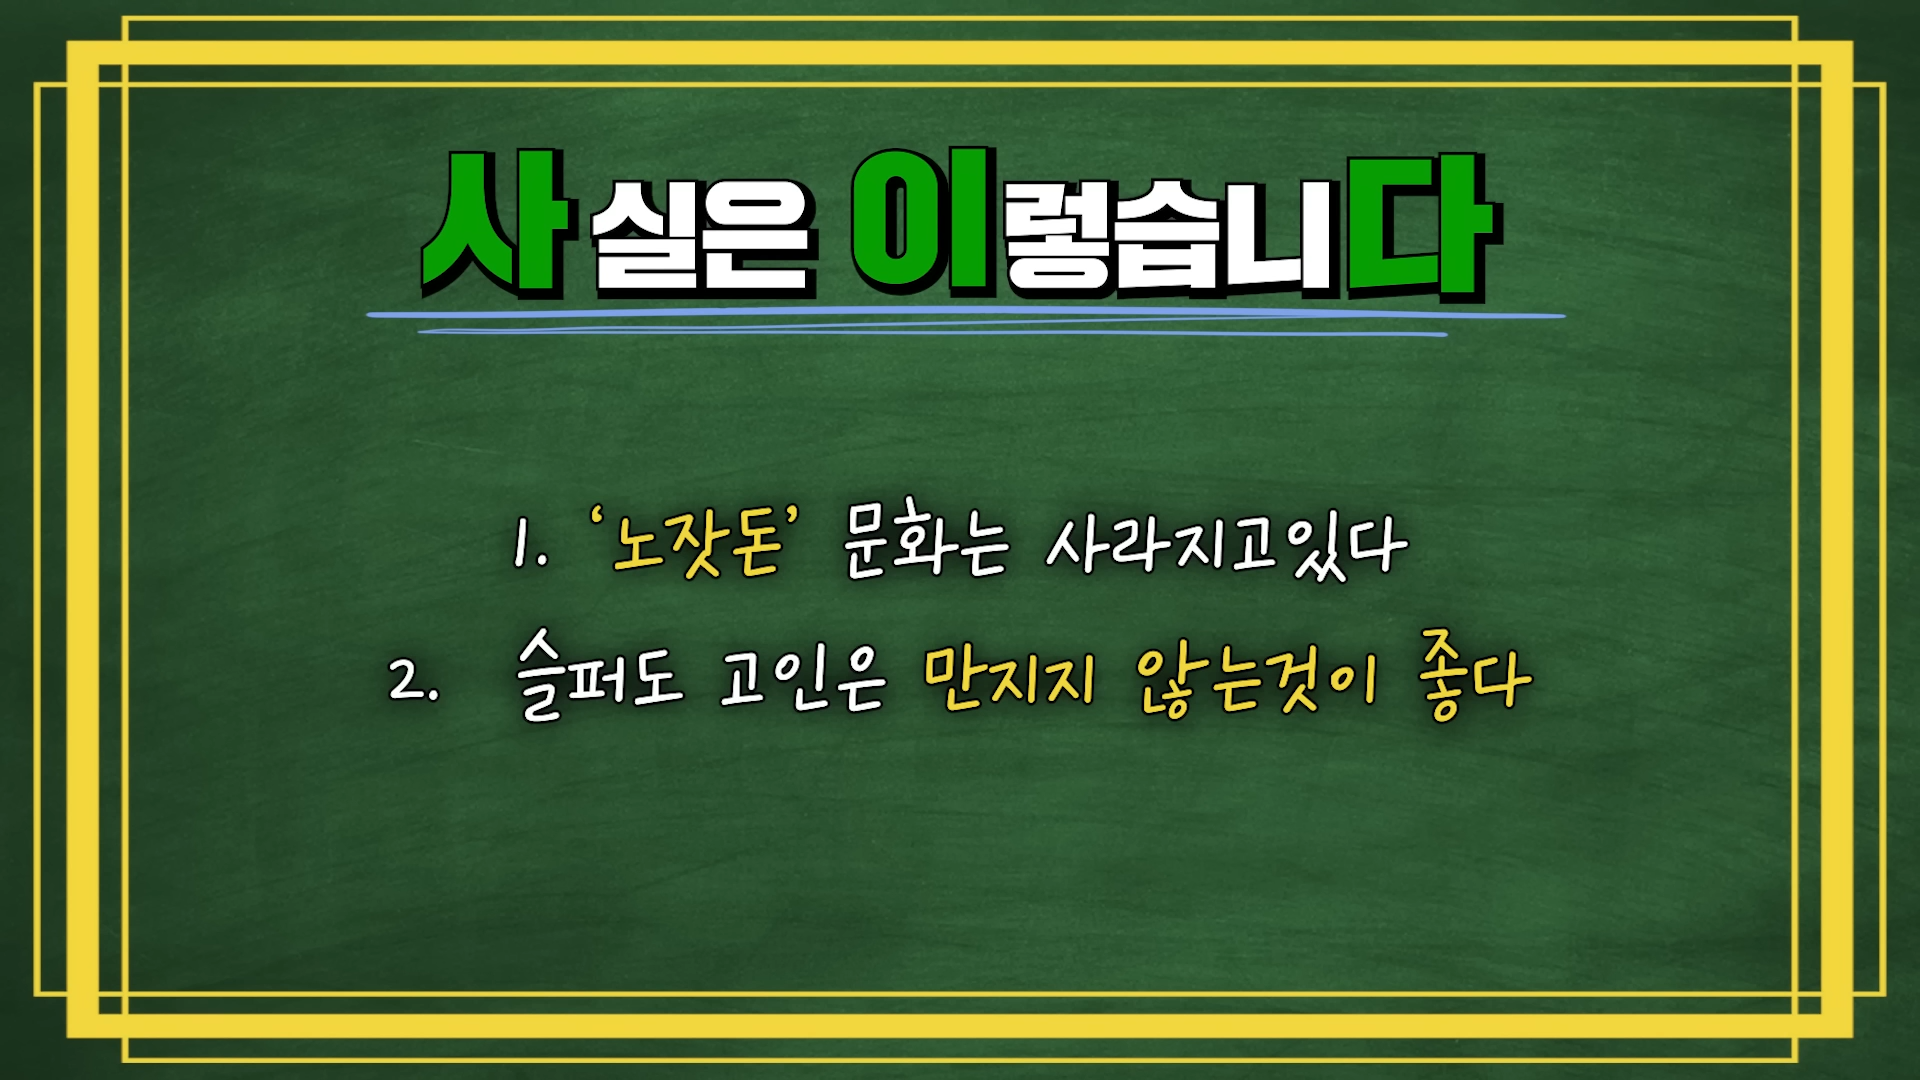 사실은 이렇습니다
1. ‘노잣돈’ 문화는 사라지고있다
2. 슬퍼도 고인은 만지지 않는것이 좋다